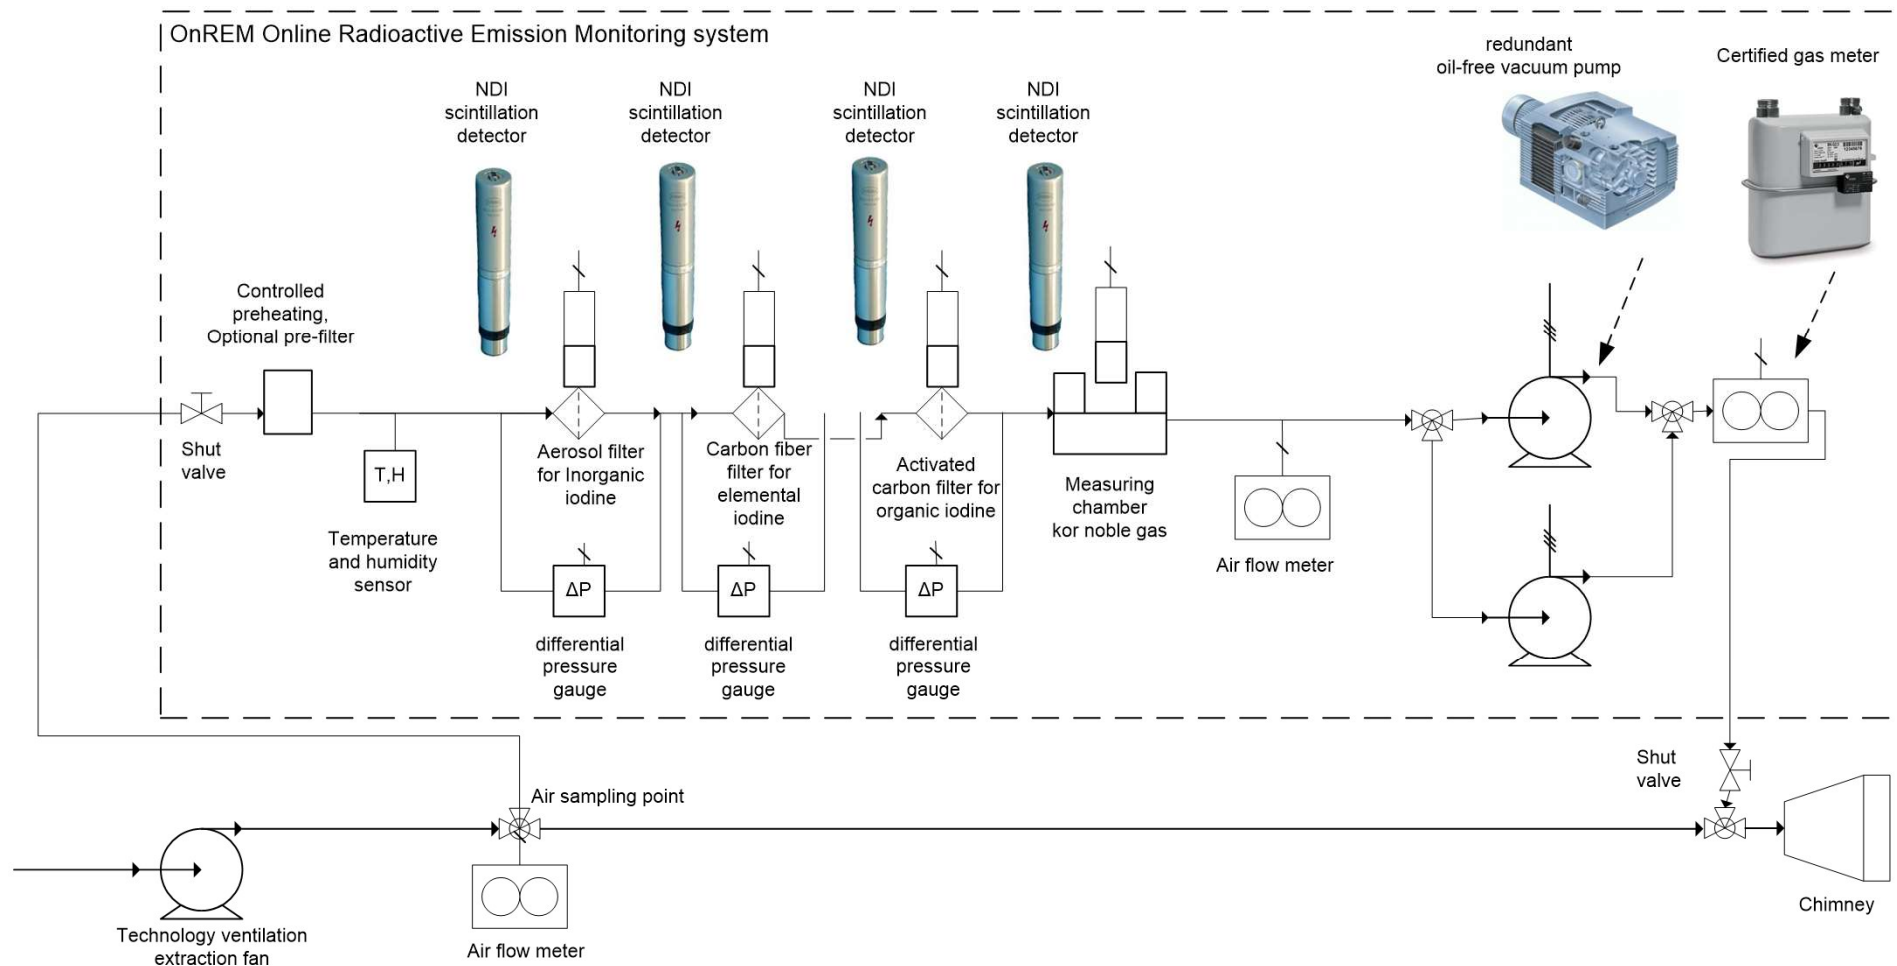 OnREM Online Radioactive Emission Monitoring system
redundant
oil-free vacuum pump
Certified gas meter
NDI
scintillation
detector
NDI
scintillation
detector
NDI
scintillation
detector
NDI
scintillation
detector
Controlled
preheating,
Optional pre-filter
Shut
valve
T,H
Temperature
and humidity
sensor
Aerosol filter
for Inorganic
iodine
Carbon fiber
filter for
elemental
iodine
Activated
carbon filter for
organic iodine
Measuring
chamber
kor noble gas
Air flow meter
ΔP
ΔP
ΔP
differential
pressure
gauge
differential
pressure
gauge
differential
pressure
gauge
Shut
valve
Air sampling point
Chimney
Technology ventilation
extraction fan
Air flow meter